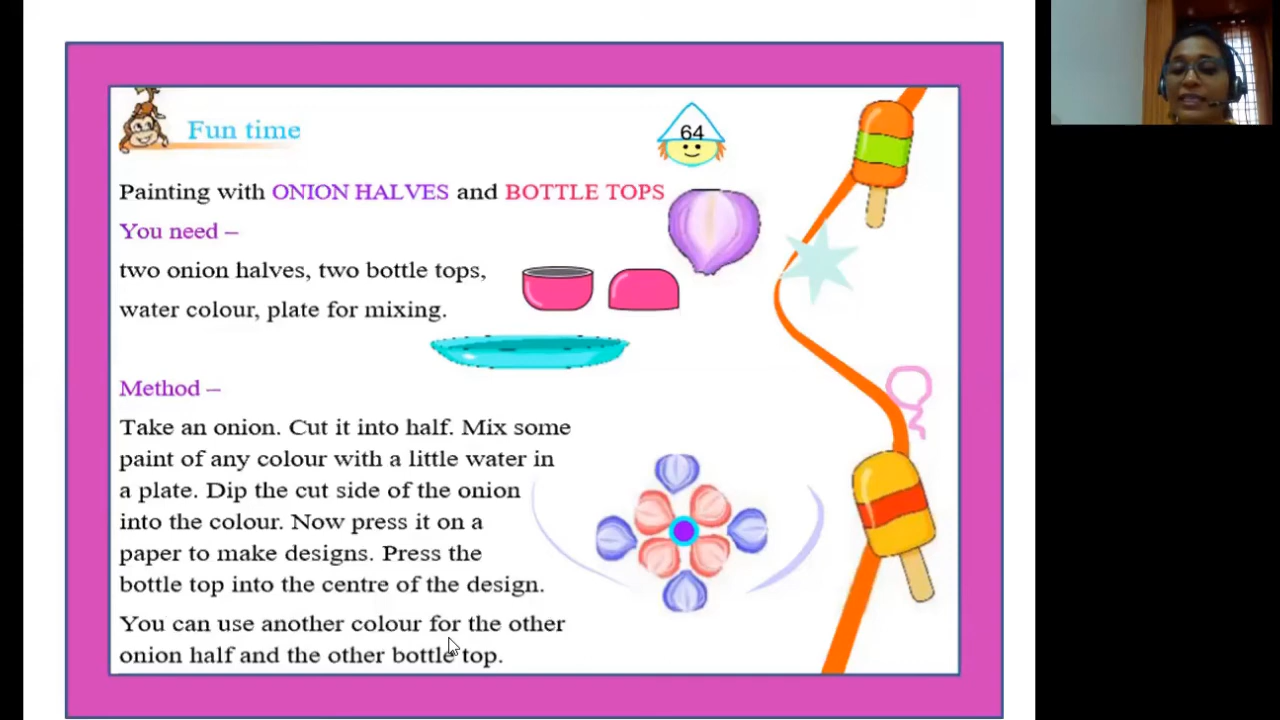 Fun time
64
Painting with ONION HALVES and BOTTLE TOPS
You need –
two onion halves, two bottle tops,
water colour, plate for mixing.
Method –
Take an onion. Cut it into half. Mix some
paint of any colour with a little water in
a plate. Dip the cut side of the onion
into the colour. Now press it on a
paper to make designs. Press the
bottle top into the centre of the design.
You can use another colour for the other
onion half and the other bottle top.